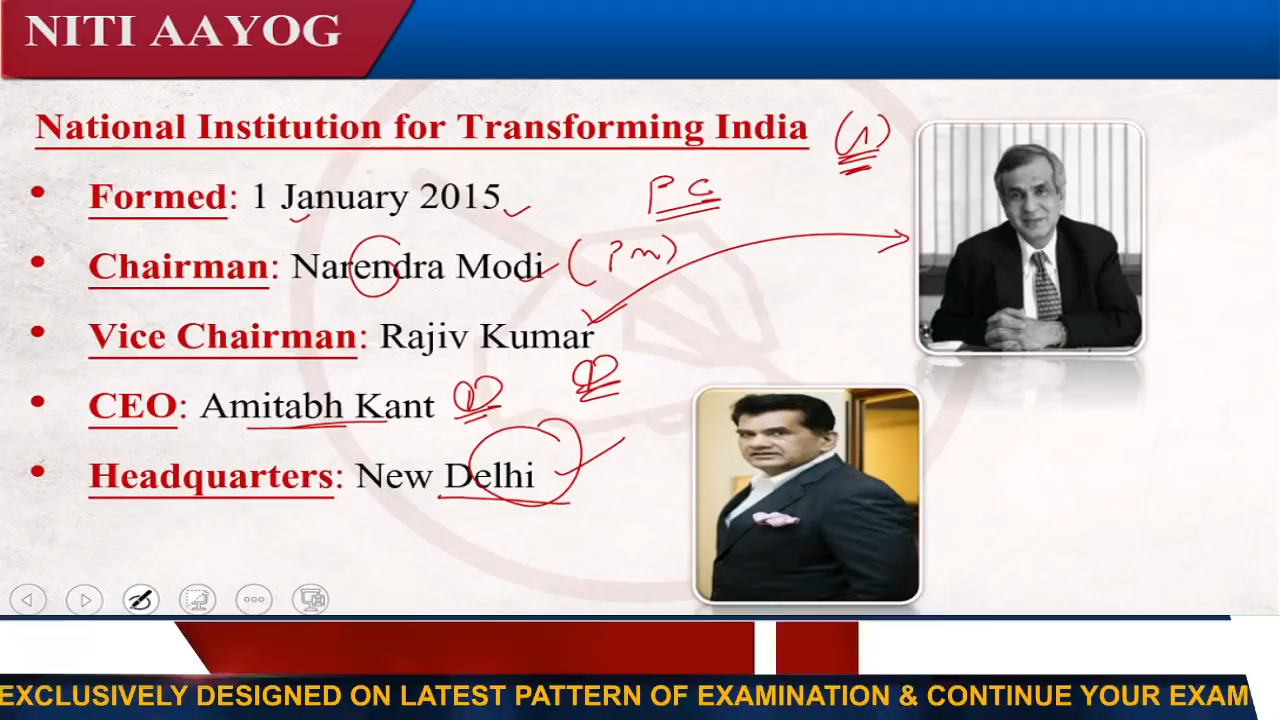 NITI AAYOG
National Institution for Transforming India
• Formed: 1 January 2015
PC
• Chairman: Narendra Modi (PM)
• Vice Chairman: Rajiv Kumar
• CEO: Amitabh Kant
• Headquarters: New Delhi
EXCLUSIVELY DESIGNED ON LATEST PATTERN OF EXAMINATION & CONTINUE YOUR EXAM